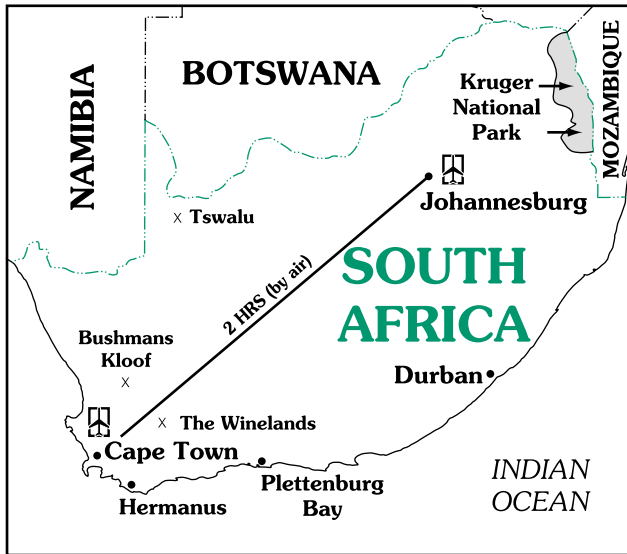 NAMIBIA
BOTSWANA
MOZAMBIQUE
Kruger
National
Park
Johannesburg
x Tswalu
SOUTH
AFRICA
2 HRS (by air)
Bushmans
Kloof
x
Durban
x The Winelands
Cape Town
Hermanus
Plettenburg
Bay
INDIAN
OCEAN